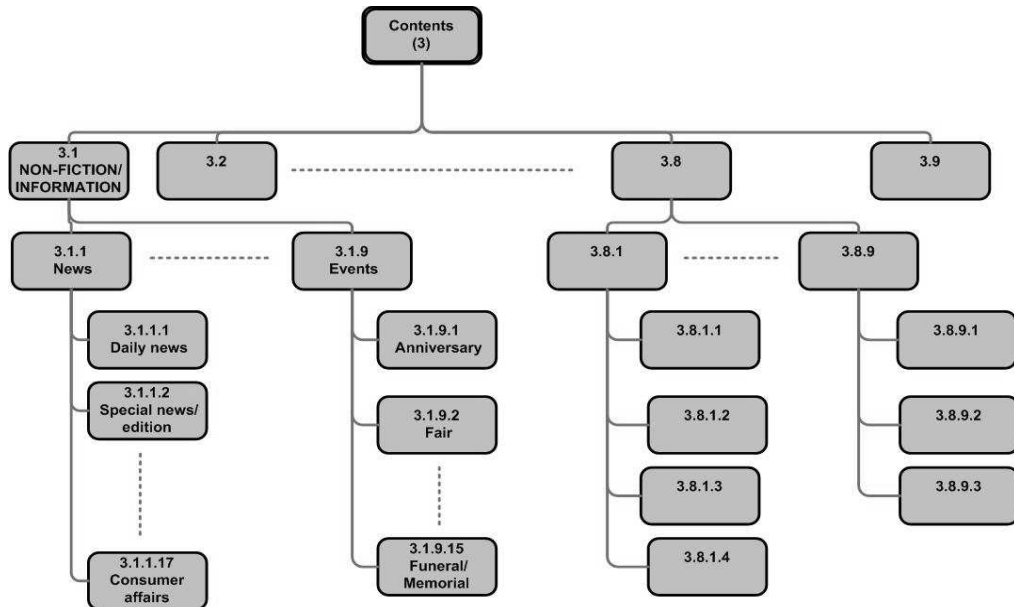 Contents
(3)
3.1
NON-FICTION/
INFORMATION
3.2
3.8
3.9
3.1.1
News
3.1.9
Events
3.8.1
3.8.9
3.1.1.1
Daily news
3.1.9.1
Anniversary
3.8.1.1
3.8.9.1
3.1.1.2
Special news/
edition
3.1.9.2
Fair
3.8.1.2
3.8.9.2
3.8.1.3
3.8.9.3
3.1.1.17
Consumer
affairs
3.1.9.15
Funeral/
Memorial
3.8.1.4